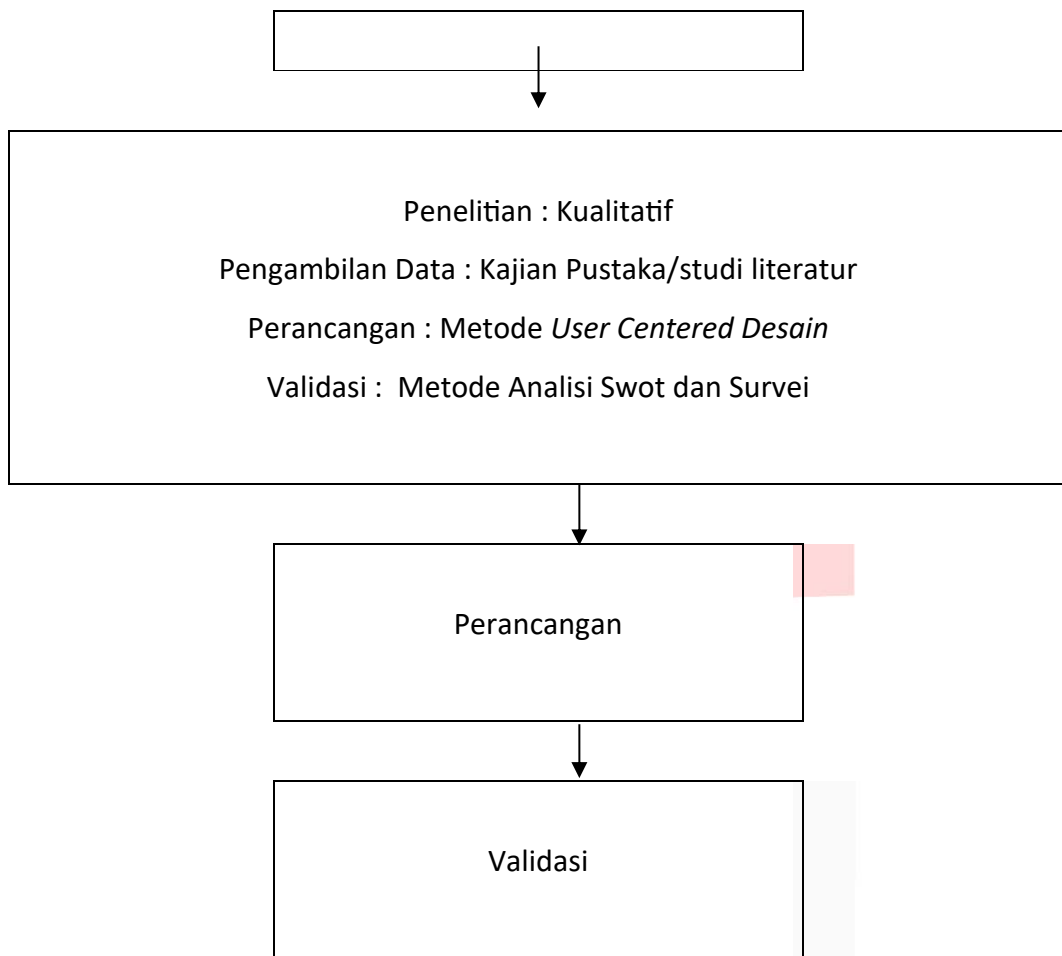 Penelitian : Kualitatif
Pengambilan Data : Kajian Pustaka/studi literatur
Perancangan : Metode User Centered Desain
Validasi :  Metode Analisi Swot dan Survei
Perancangan
Validasi